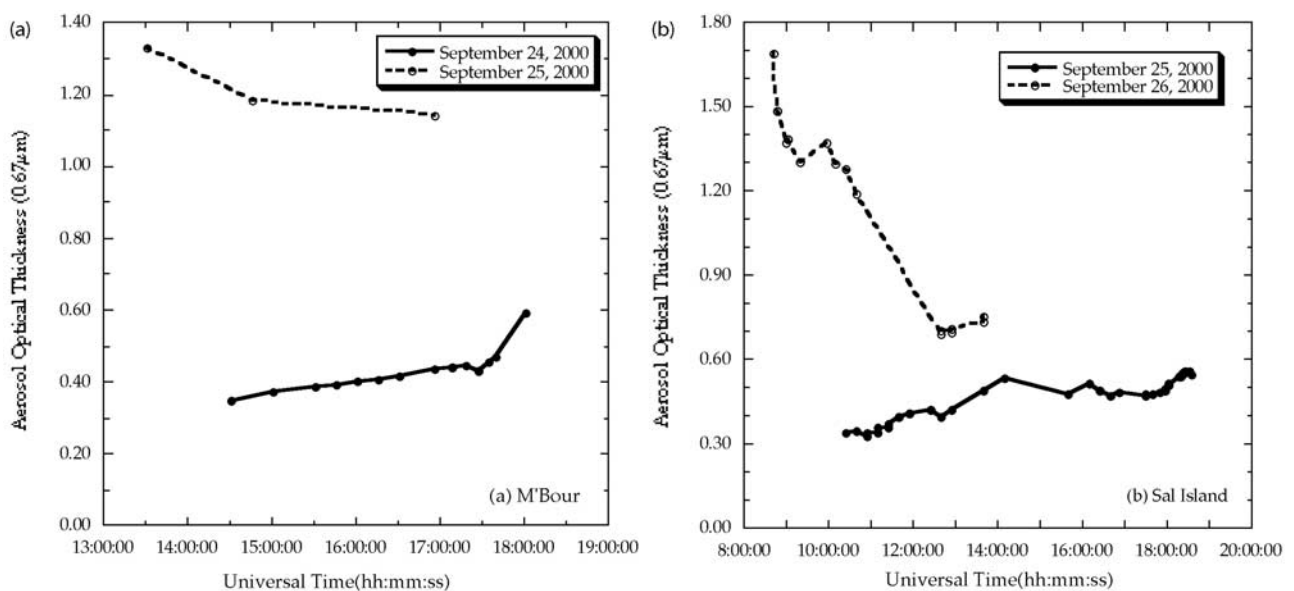 (a)
1.40
1.20
1.00
0.80
0.60
0.40
0.20
0.00
Aerosol Optical Thickness (0.67µm)
September 24, 2000
September 25, 2000
(a) M'Bour
13:00:00 14:00:00 15:00:00 16:00:00 17:00:00 18:00:00 19:00:00
Universal Time(hh:mm:ss)
(b)
1.80
1.50
1.20
0.90
0.60
0.30
0.00
Aerosol Optical Thickness (0.67µm)
September 25, 2000
September 26, 2000
(b) Sal Island
8:00:00 10:00:00 12:00:00 14:00:00 16:00:00 18:00:00 20:00:00
Universal Time(hh:mm:ss)